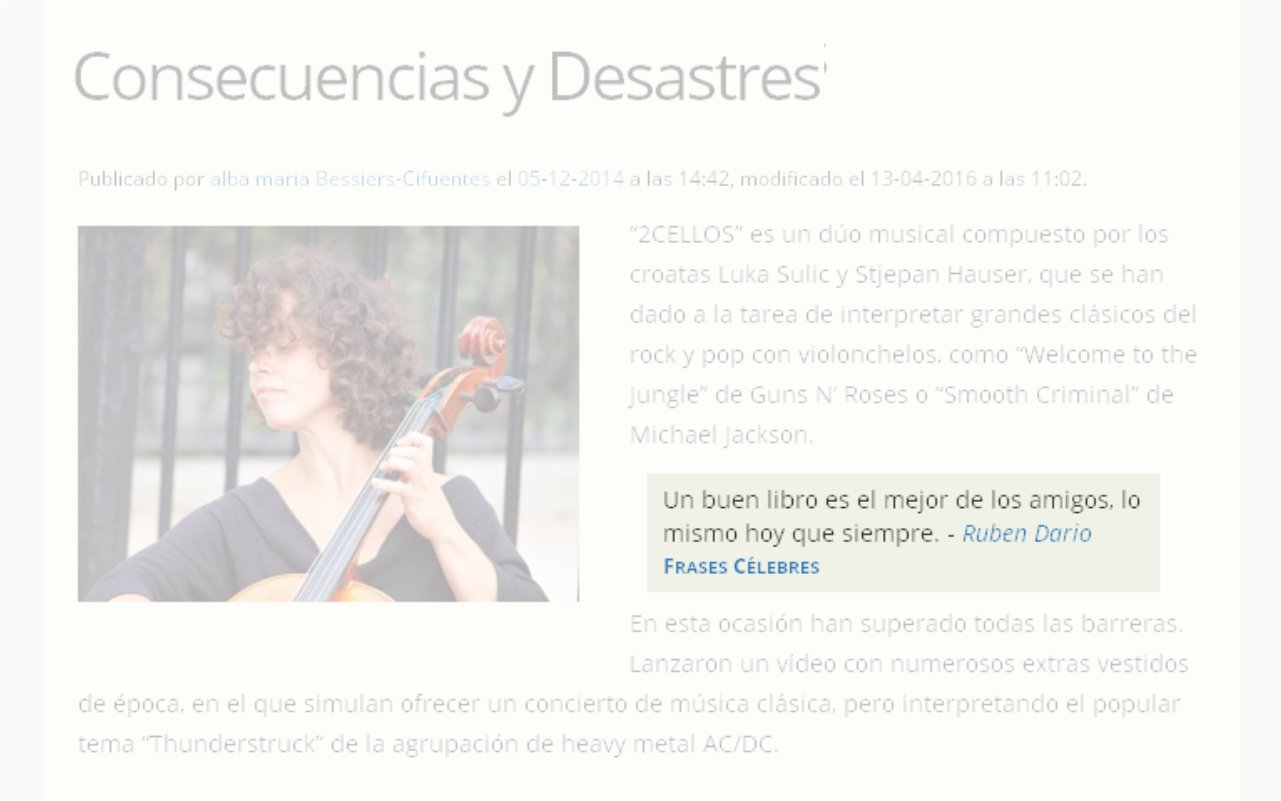 Consecuencias y Desastres
Publicado por alba maria Bessiers-Cifuentes el 05-12-2014 a las 14:42, modificado el 13-04-2016 a las 11:02.
“2CELLOS” es un dúo musical compuesto por los
croatas Luka Sulic y Stjepan Hauser, que se han
dado a la tarea de interpretar grandes clásicos del
rock y pop con violonchelos, como “Welcome to the
Jungle” de Guns N’ Roses o “Smooth Criminal” de
Michael Jackson.
Un buen libro es el mejor de los amigos, lo
mismo hoy que siempre. - Ruben Dario
FRASES CÉLEBRES
En esta ocasión han superado todas las barreras.
Lanzaron un vídeo con numerosos extras vestidos
de época, en el que simulan ofrecer un concierto de música clásica, pero interpretando el popular
tema “Thunderstruck” de la agrupación de heavy metal AC/DC.